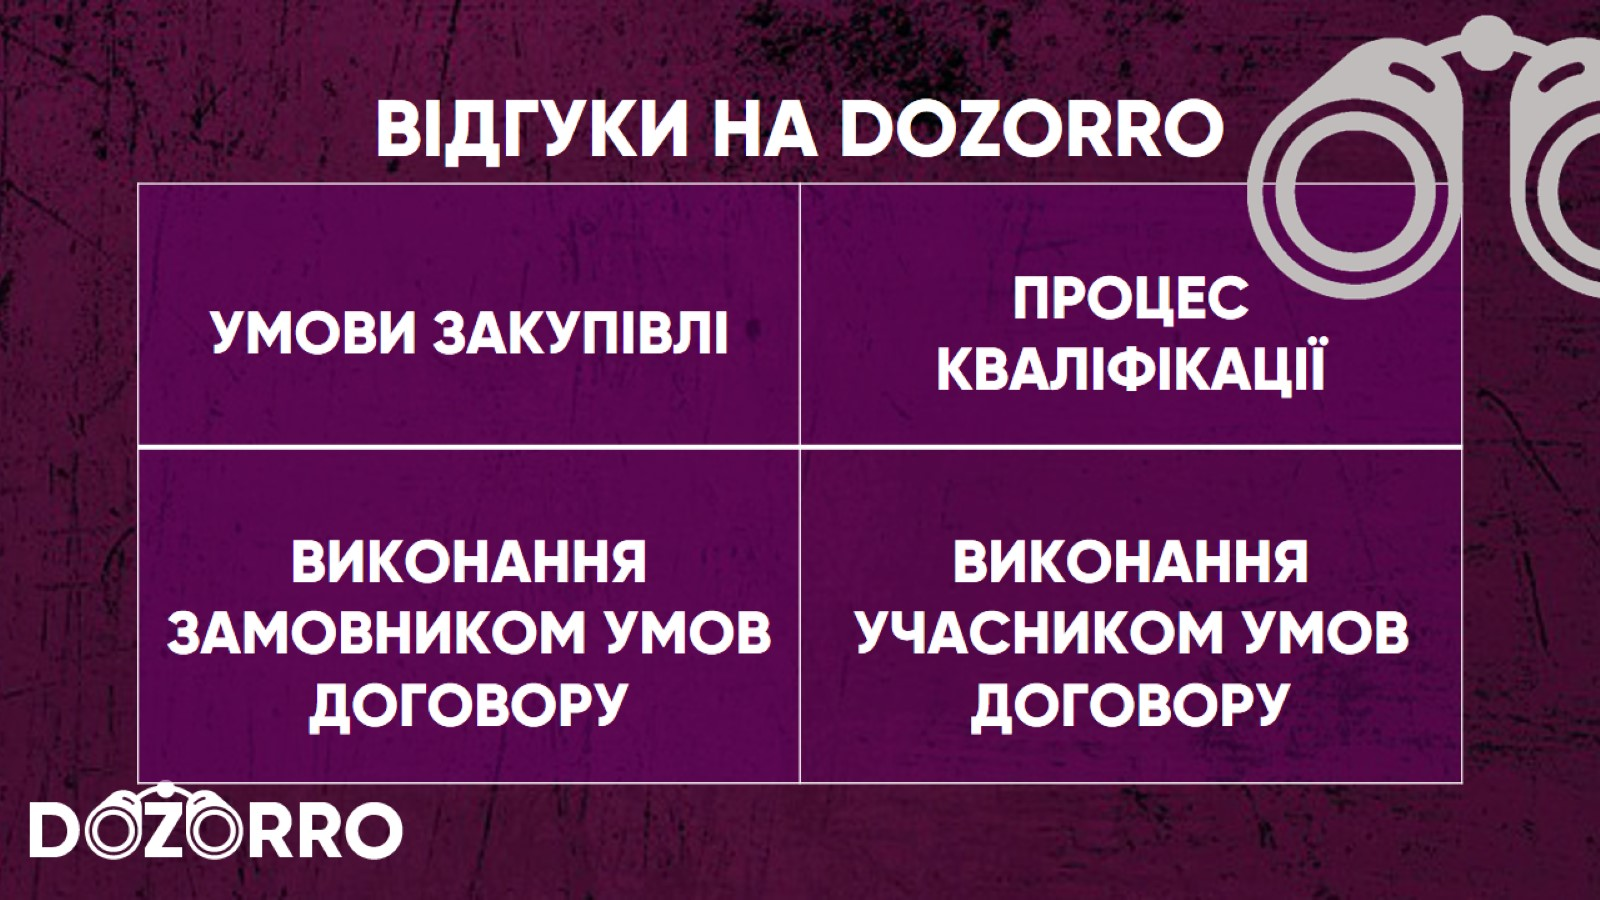 ВІДГУКИ НА DOZORRO
УМОВИ ЗАКУПІВЛІ
ПРОЦЕС
КВАЛІФІКАЦІЇ
ВИКОНАННЯ
ЗАМОВНИКОМ УМОВ
ДОГОВОРУ
ВИКОНАННЯ
УЧАСНИКОМ УМОВ
ДОГОВОРУ
DOZORRO